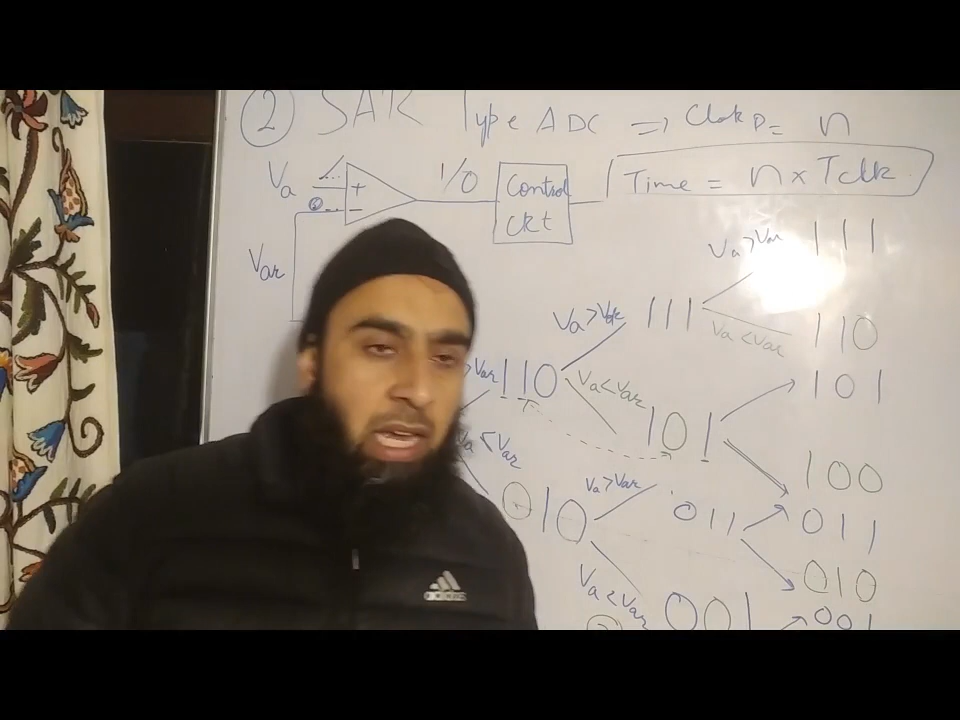 ② SAR Type ADC ⇒ Clok P = n
Va + 1/0 Control Ckt Time = n x Tclk
Var -
Va > Var 111
Va > Var 111
Va < Var 110
> Var 110 Va < Var 101
101
Va < Var 100
Va > Var 011 011
010 010
Va < Var 001 001
adidas